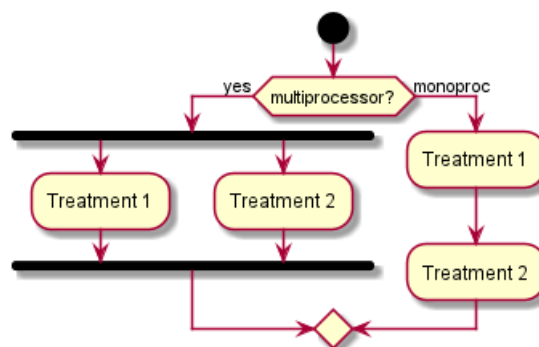 yes
multiprocessor?
monoproc
Treatment 1
Treatment 2
Treatment 1
Treatment 2